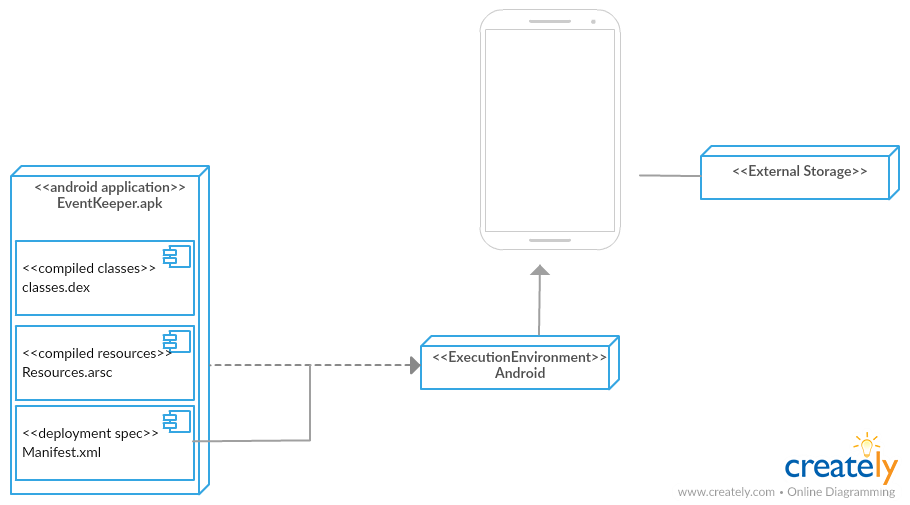 <<android application>>
EventKeeper.apk
<<compiled classes>>
classes.dex
<<compiled resources>>
Resources.arsc
<<deployment spec>>
Manifest.xml
<<ExecutionEnvironment>>
Android
<<External Storage>>
creately
www.creately.com • Online Diagramming